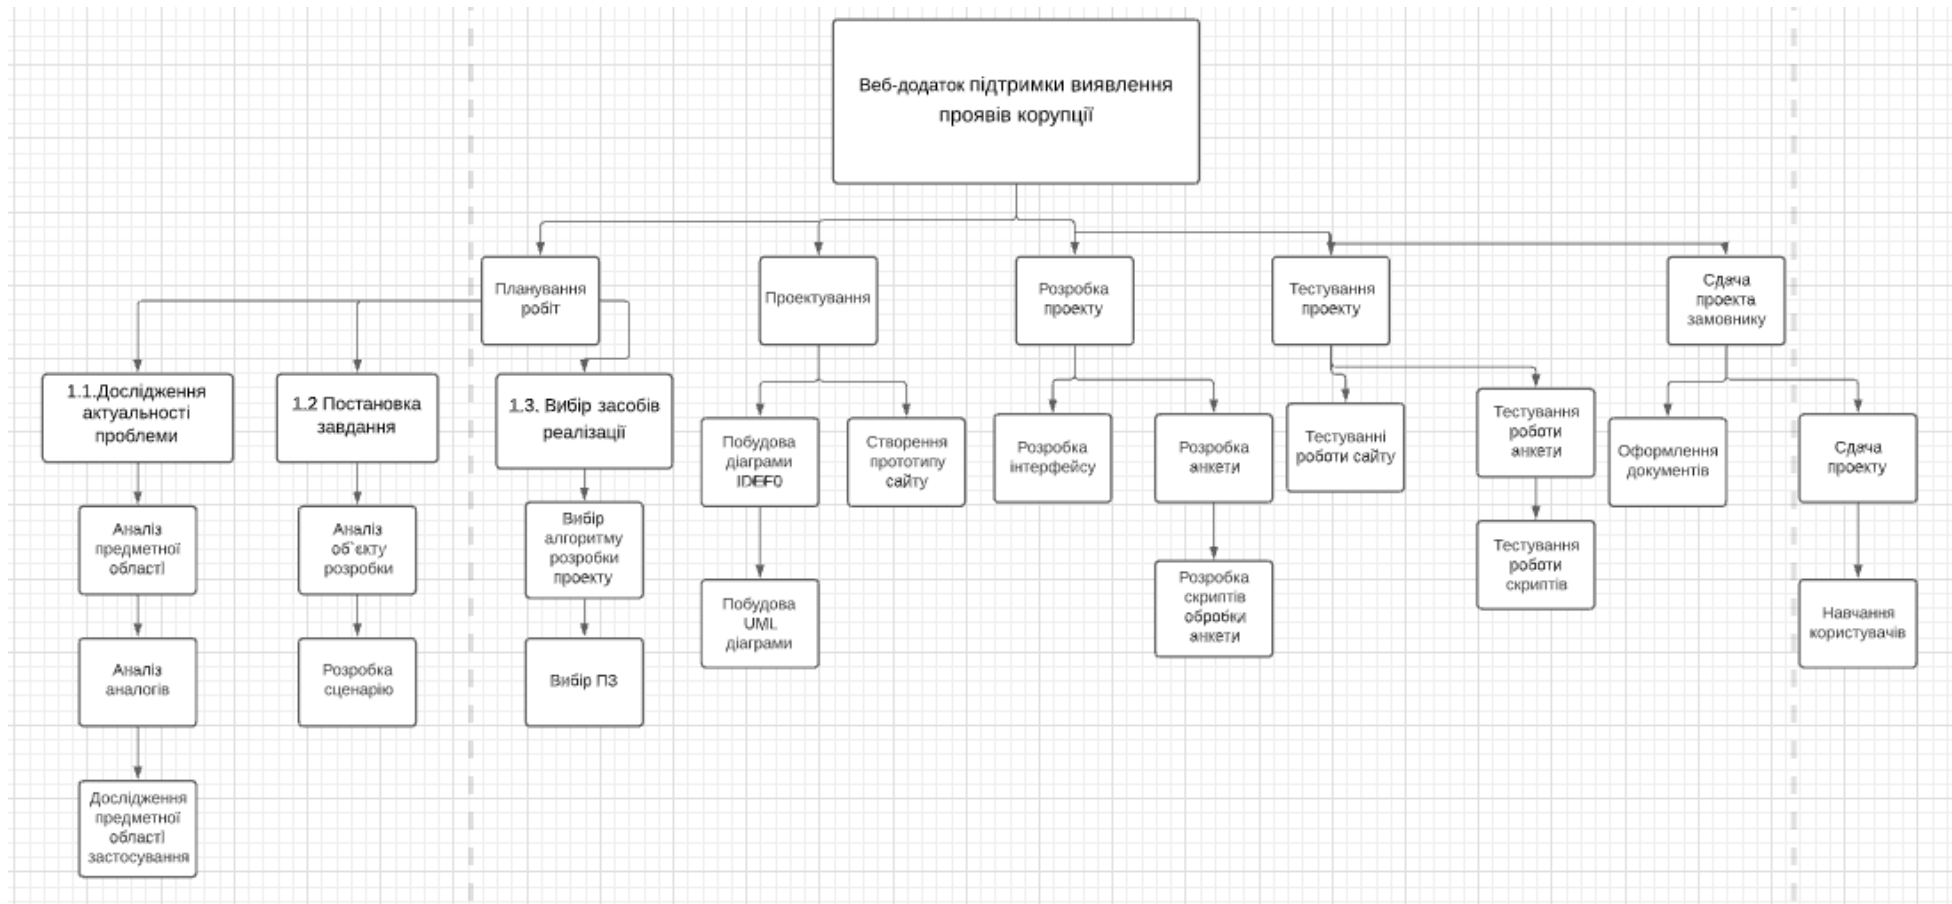 Веб-додаток підтримки виявлення
проявів корупції
Планування
робіт
Проектування
Розробка
проекту
Тестування
проекту
Сдача
проекта
замовнику
1.1.Дослідження
актуальності
проблеми
1.2 Постановка
завдання
1.3. Вибір засобів
реалізації
Побудова
діаграми
IDEF0
Створення
прототипу
сайту
Розробка
інтерфейсу
Розробка
анкети
Тестуванні
роботи сайту
Тестування
роботи
анкети
Оформлення
документів
Сдача
проекту
Аналіз
предметної
області
Аналіз
об`єкту
розробки
Вибір
алгоритму
розробки
проекту
Побудова
UML
діаграми
Розробка
скриптів
обробки
анкети
Тестування
роботи
скриптів
Навчання
користувачів
Аналіз
аналогів
Розробка
сценарію
Вибір ПЗ
Дослідження
предметної
області
застосування